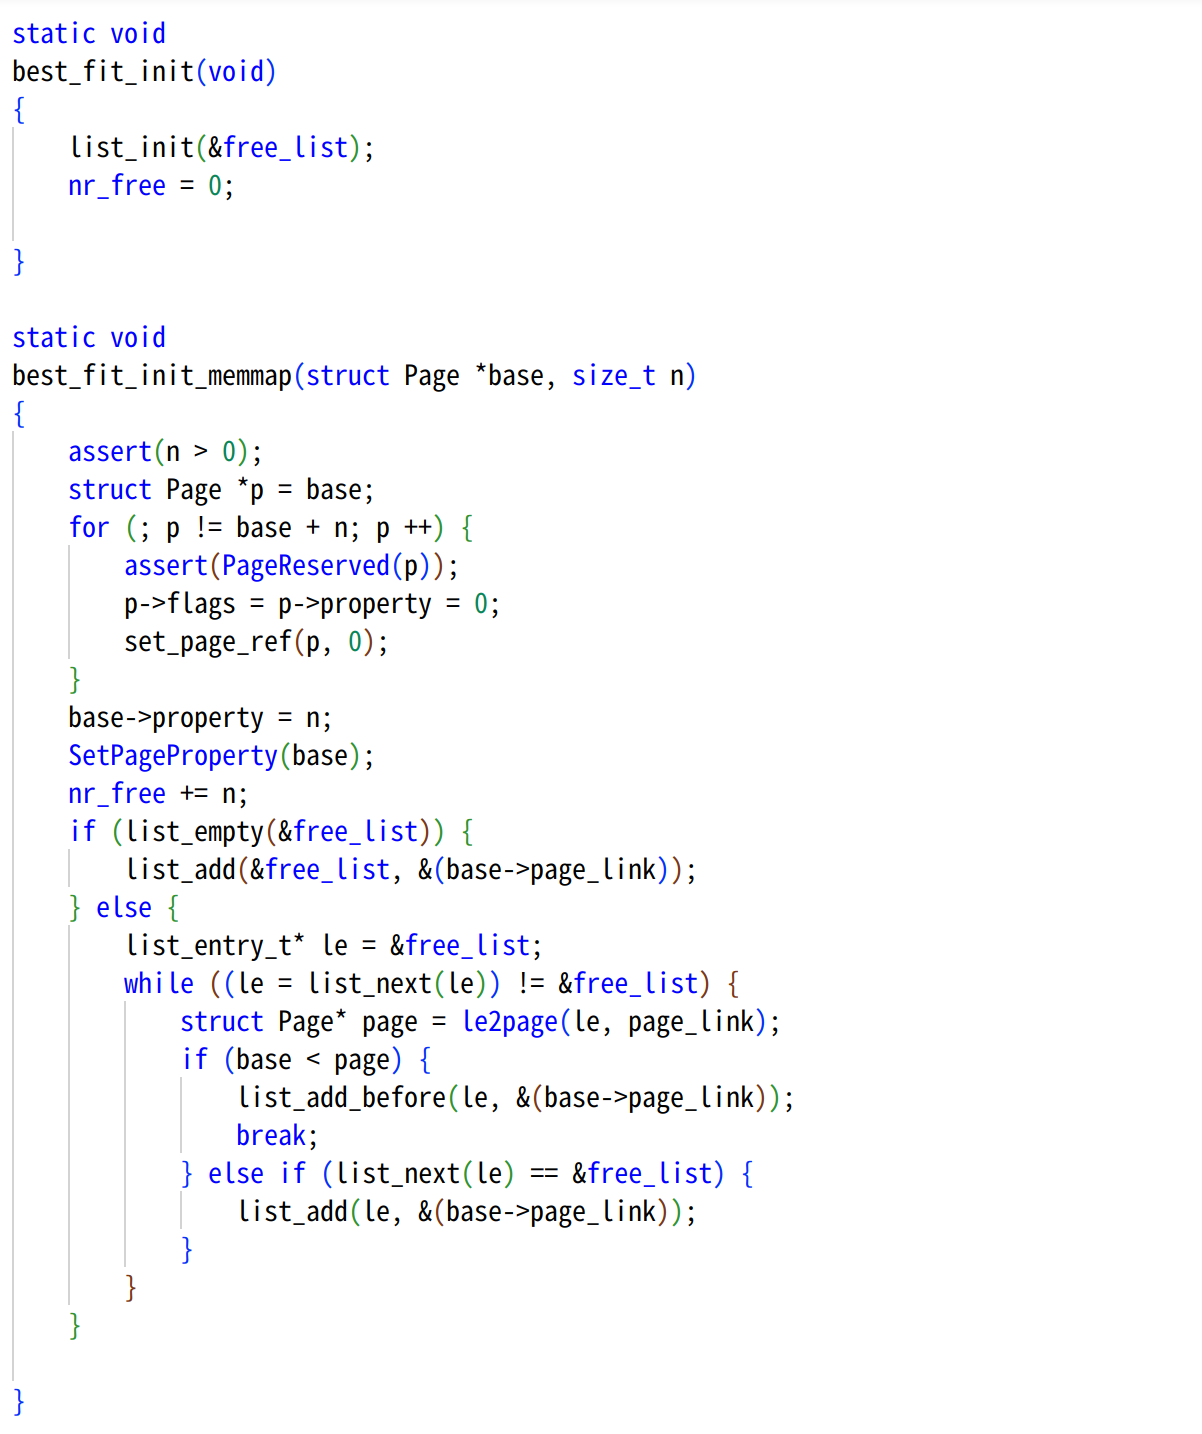 static void
best_fit_init(void)
{
    list_init(&free_list);
    nr_free = 0;

}

static void
best_fit_init_memmap(struct Page *base, size_t n)
{
    assert(n > 0);
    struct Page *p = base;
    for (; p != base + n; p ++) {
        assert(PageReserved(p));
        p->flags = p->property = 0;
        set_page_ref(p, 0);
    }
    base->property = n;
    SetPageProperty(base);
    nr_free += n;
    if (list_empty(&free_list)) {
        list_add(&free_list, &(base->page_link));
    } else {
        list_entry_t* le = &free_list;
        while ((le = list_next(le)) != &free_list) {
            struct Page* page = le2page(le, page_link);
            if (base < page) {
                list_add_before(le, &(base->page_link));
                break;
            } else if (list_next(le) == &free_list) {
                list_add(le, &(base->page_link));
            }
        }
    }

}